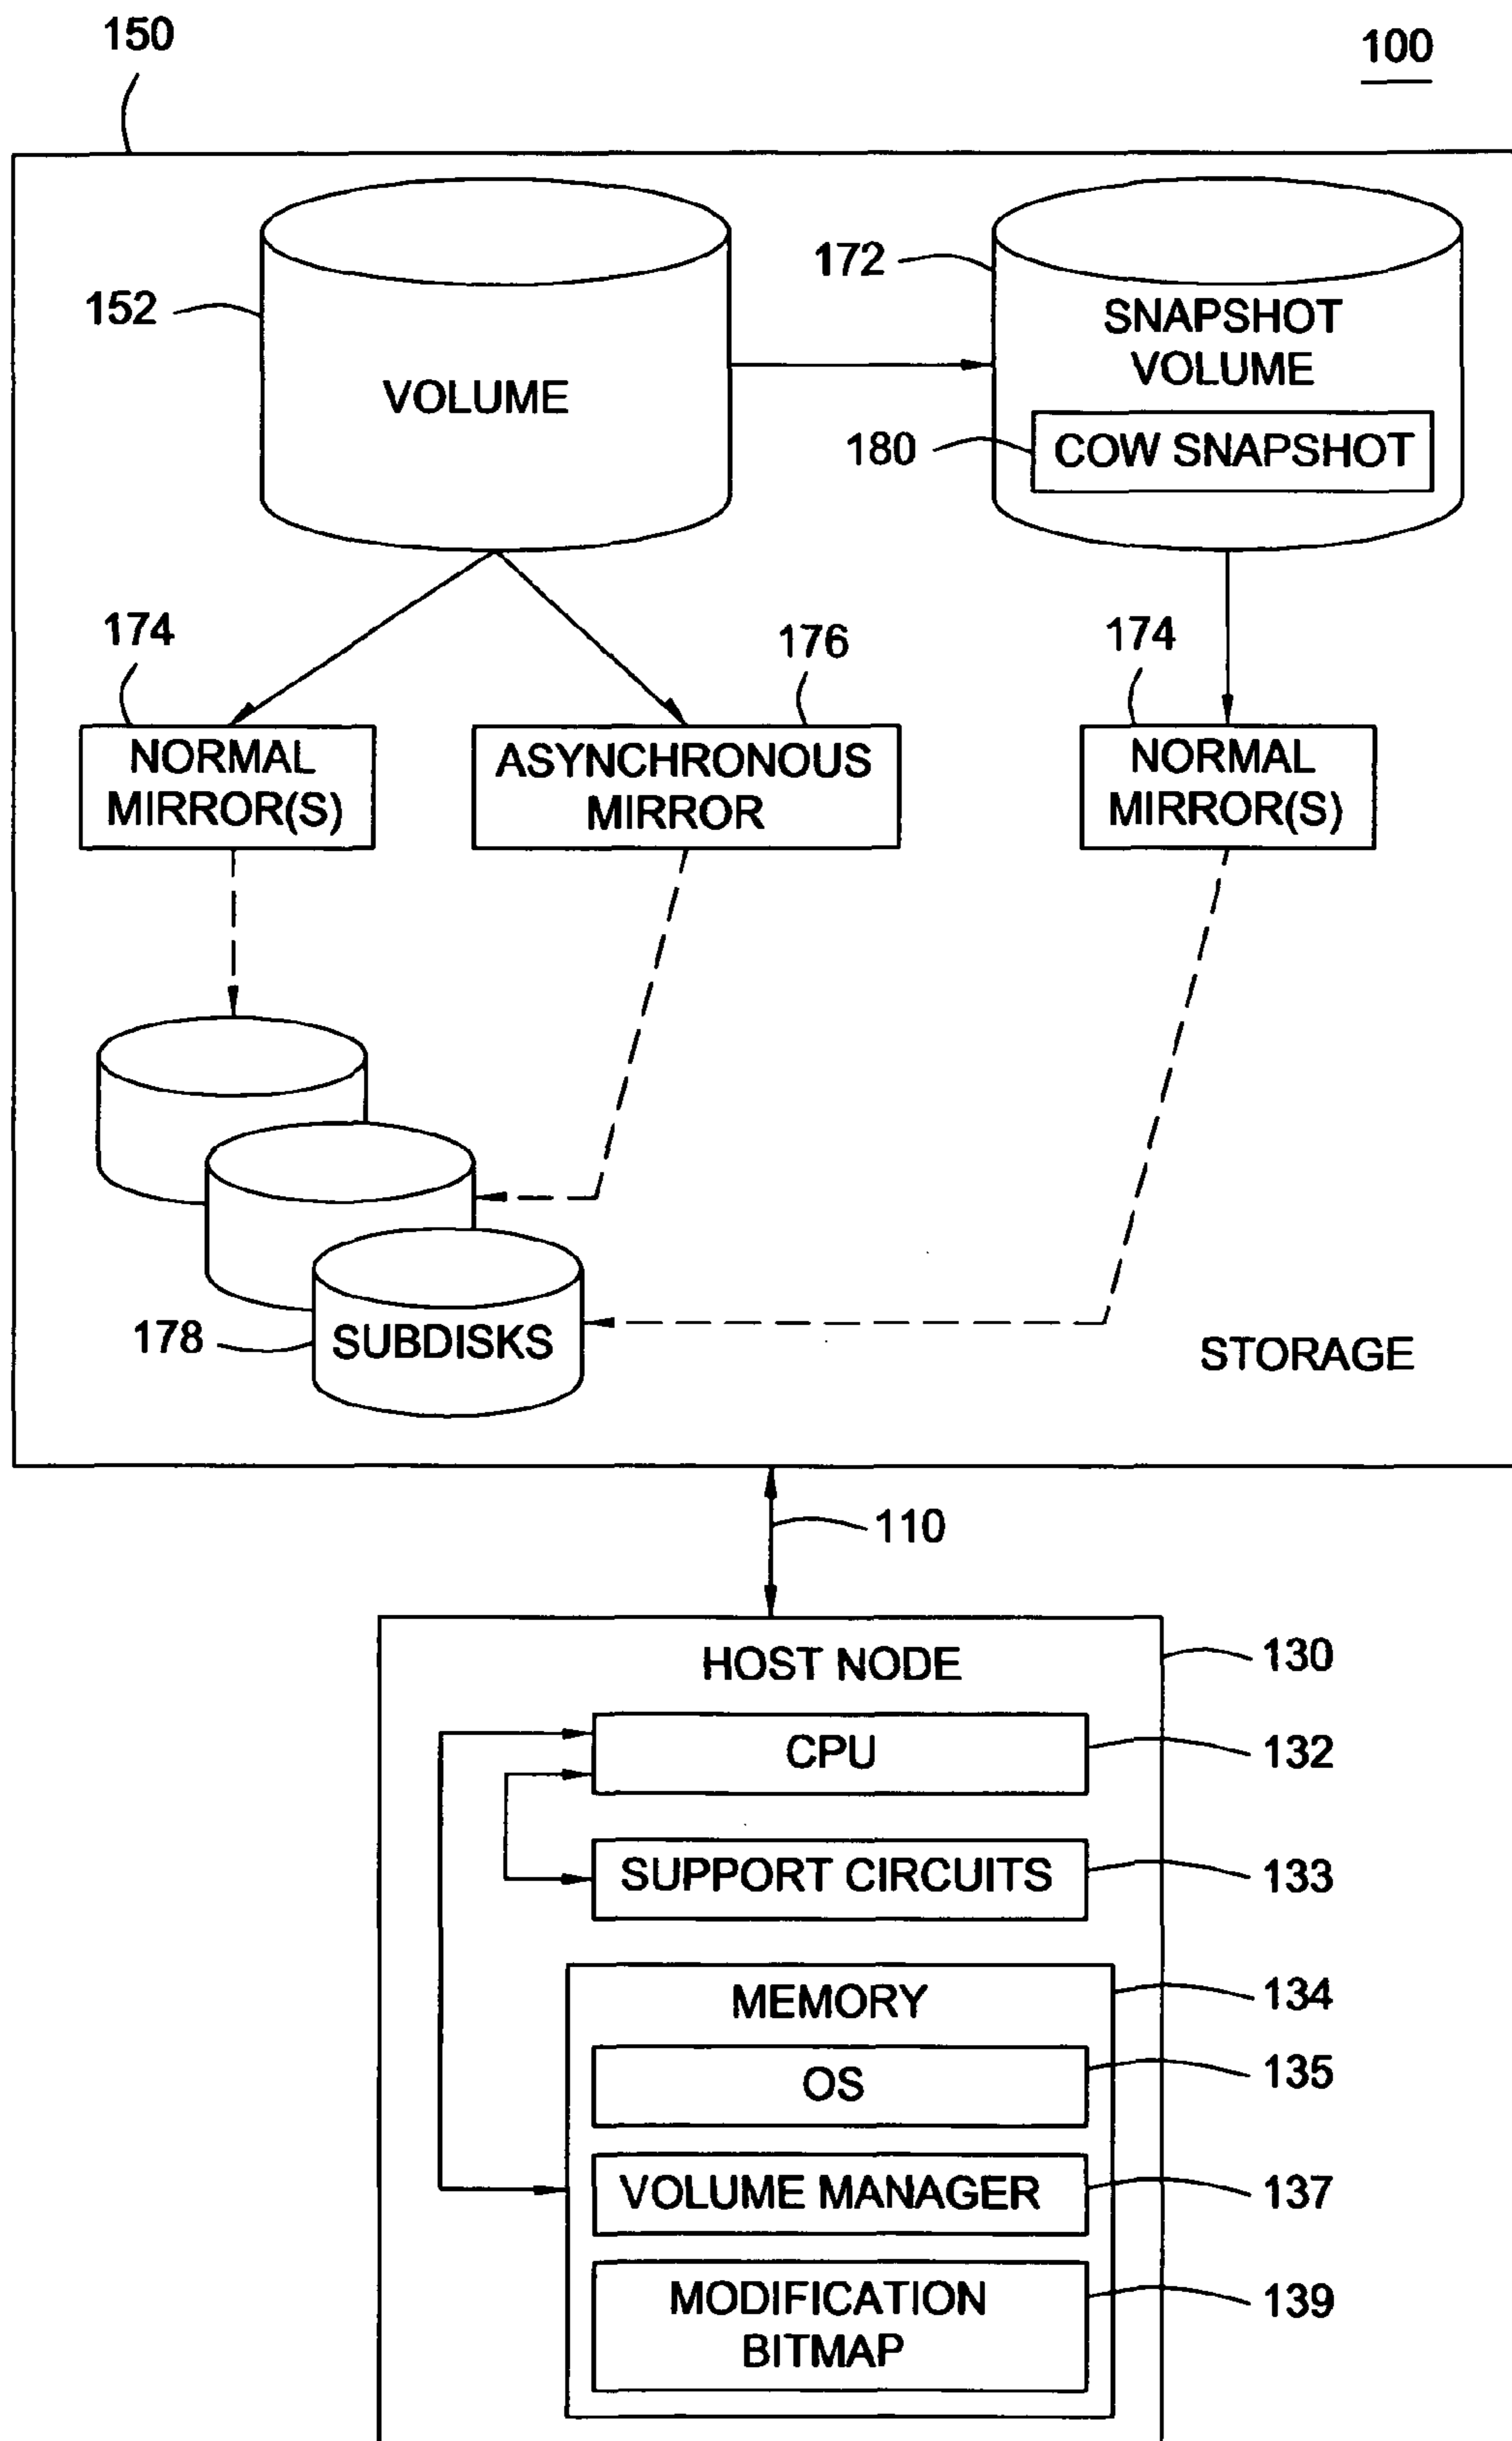 150
100
152
VOLUME
172
SNAPSHOT
VOLUME
180
COW SNAPSHOT
174
176
174
NORMAL
MIRROR(S)
ASYNCHRONOUS
MIRROR
NORMAL
MIRROR(S)
178
SUBDISKS
STORAGE
110
HOST NODE
130
CPU
132
SUPPORT CIRCUITS
133
MEMORY
134
OS
135
VOLUME MANAGER
137
MODIFICATION
BITMAP
139